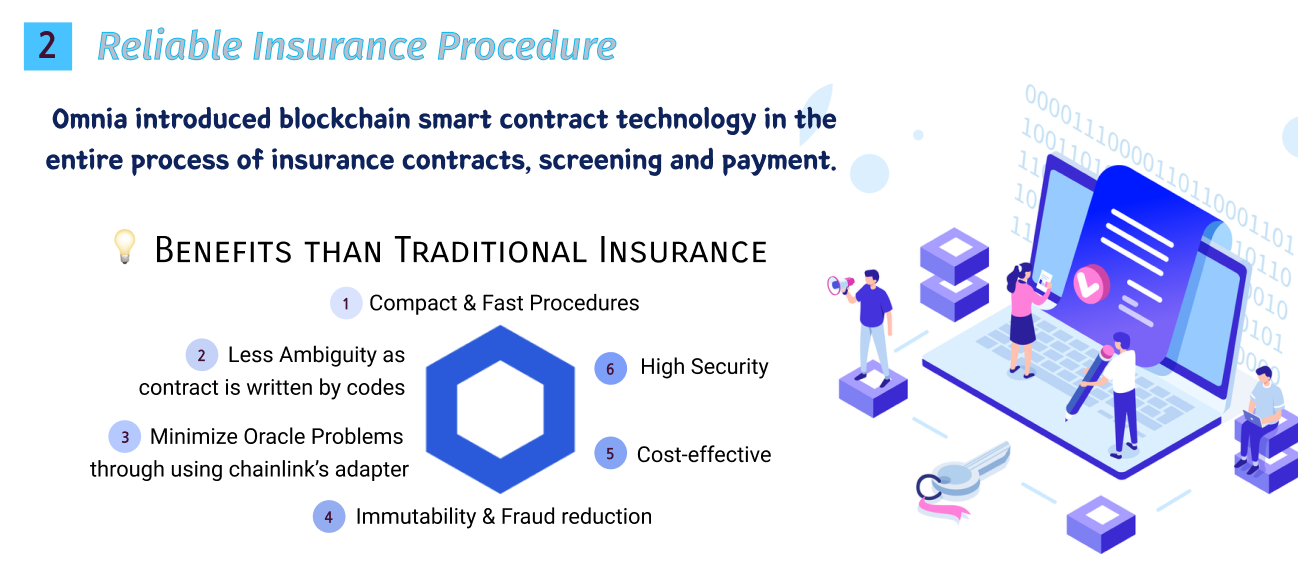 2 Reliable Insurance Procedure
Omnia introduced blockchain smart contract technology in the
entire process of insurance contracts, screening and payment.
Benefits than Traditional Insurance
1 Compact & Fast Procedures
2 Less Ambiguity as
contract is written by codes
3 Minimize Oracle Problems
through using chainlink's adapter
4 Immutability & Fraud reduction
5 Cost-effective
6 High Security